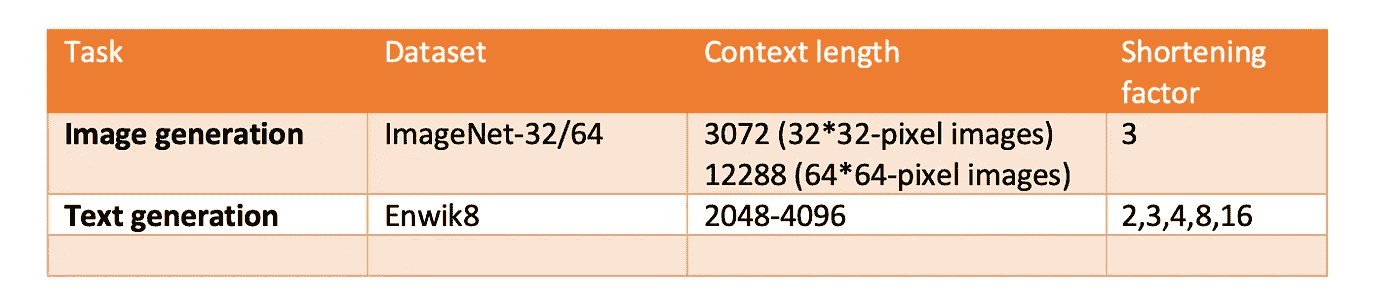 Task Dataset Context length Shortening factor
Image generation ImageNet-32/64 3072 (32*32-pixel images) 3
12288 (64*64-pixel images)
Text generation Enwik8 2048-4096 2,3,4,8,16